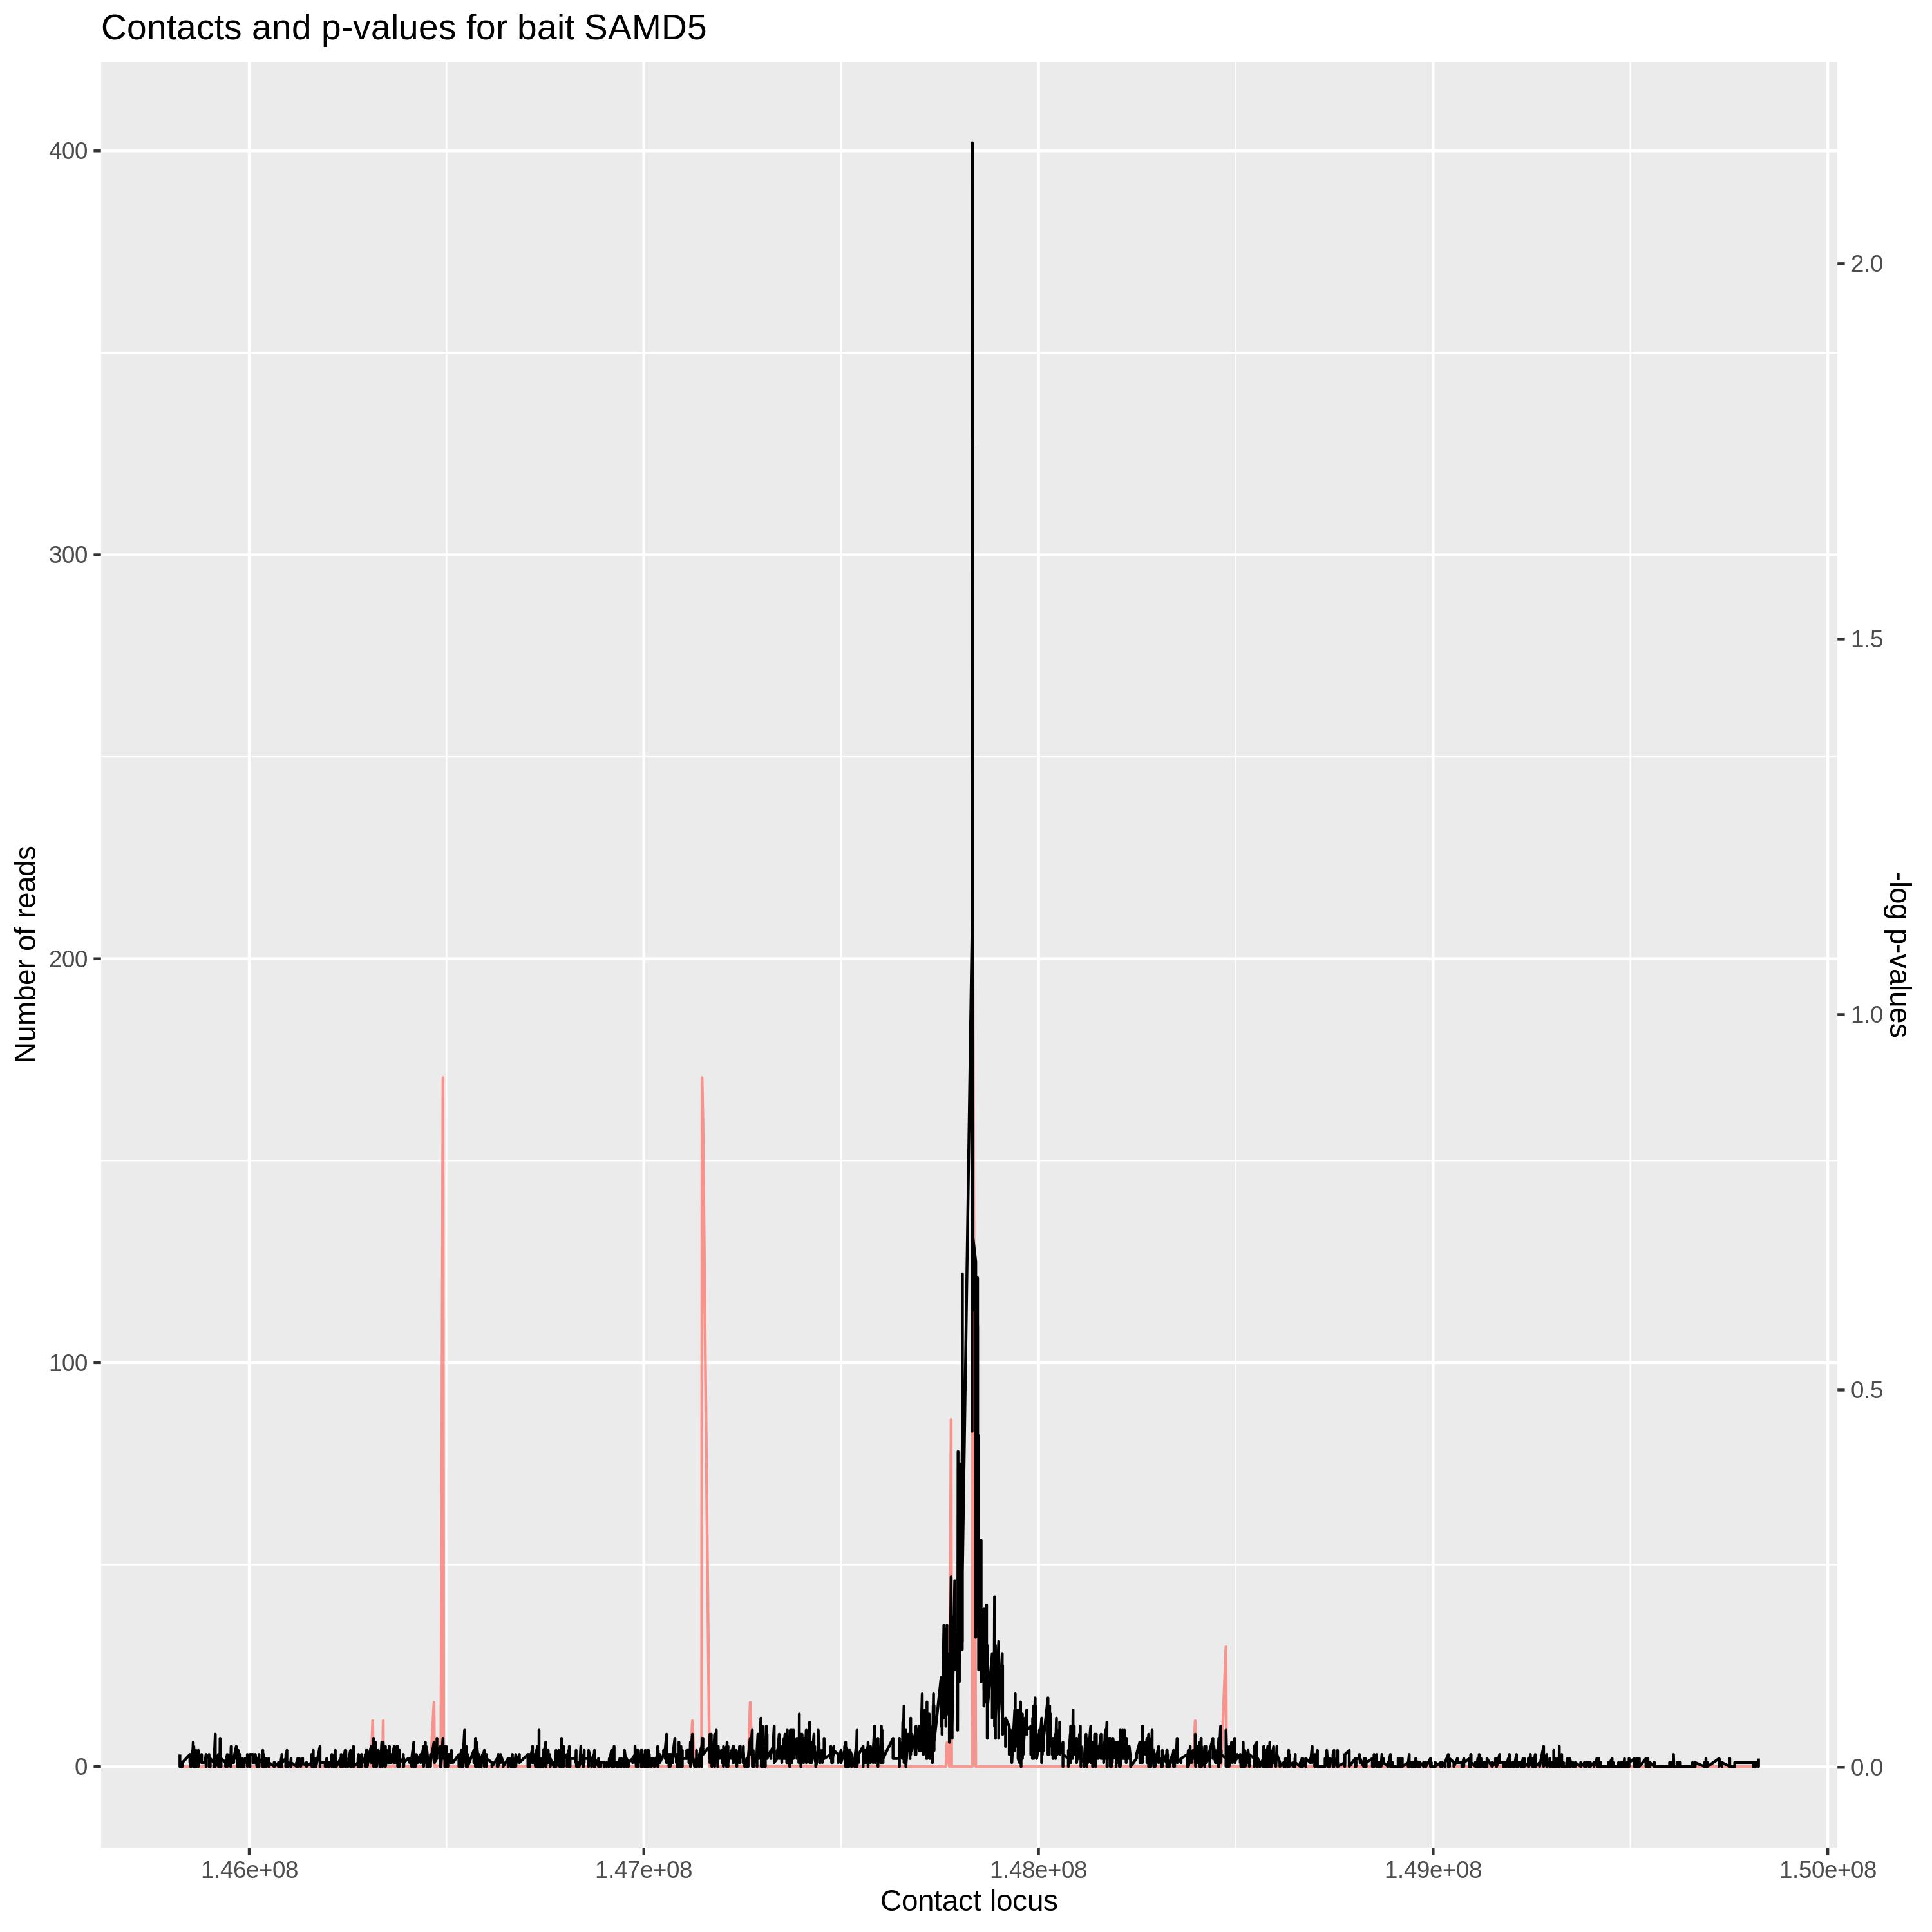 Contacts and p-values for bait SAMD5
Number of reads
400
300
200
100
0
2.0
1.5
1.0
0.5
0.0
-log p-values
1.46e+08
1.47e+08
1.48e+08
1.49e+08
1.50e+08
Contact locus